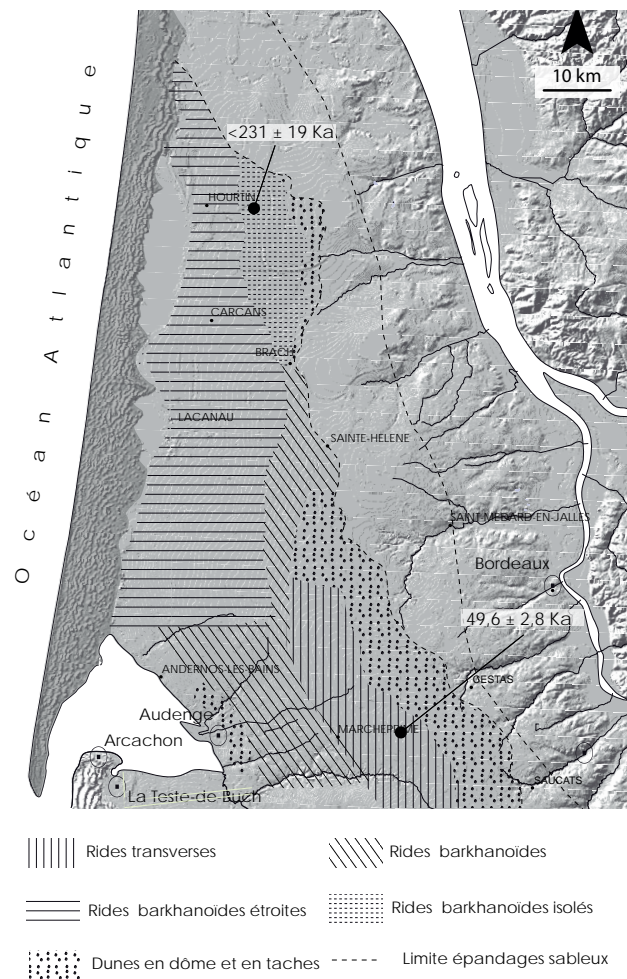 Océan Atlantique
10 km
<231 ± 19 Ka
HOURTIN
CARCANS
BRACH
LACANAU
SAINTE-HELENE
SAINT-MEDARD-EN-JALLES
Bordeaux
49,6 ± 2,8 Ka
ANDERNOS-LES-BAINS
CESTAS
Audenge
MARCHEPRIME
Arcachon
SAUCATS
La Teste-de-Buch
Rides transverses
Rides barkhanoïdes
Rides barkhanoïdes étroites
Rides barkhanoïdes isolés
Dunes en dôme et en taches
Limite épandages sableux